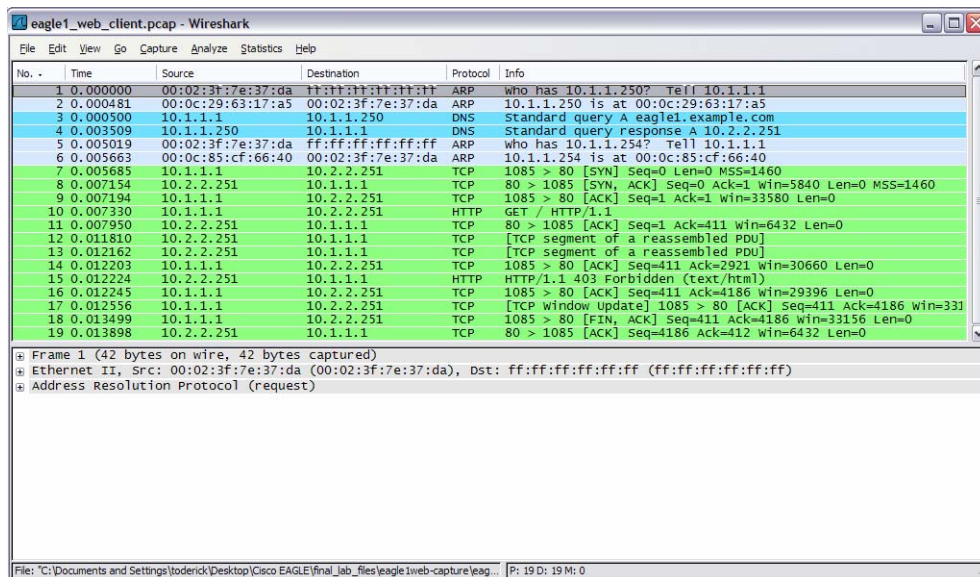 eagle1_web_client.pcap - Wireshark
File Edit View Go Capture Analyze Statistics Help
No. - Time Source Destination Protocol Info
1 0.000000 00:02:3f:7e:37:da ff:ff:ff:ff:ff:ff ARP Who has 10.1.1.250? Tell 10.1.1.1
2 0.000481 00:0c:29:63:17:a5 00:02:3f:7e:37:da ARP 10.1.1.250 is at 00:0c:29:63:17:a5
3 0.000500 10.1.1.1 10.1.1.250 DNS Standard query A eagle1.example.com
4 0.003509 10.1.1.250 10.1.1.1 DNS Standard query response A 10.2.2.251
5 0.005019 00:02:3f:7e:37:da ff:ff:ff:ff:ff:ff ARP Who has 10.1.1.254? Tell 10.1.1.1
6 0.005663 00:0c:85:cf:66:40 00:02:3f:7e:37:da ARP 10.1.1.254 is at 00:0c:85:cf:66:40
7 0.005685 10.1.1.1 10.2.2.251 TCP 1085 > 80 [SYN] Seq=0 Len=0 MSS=1460
8 0.007154 10.2.2.251 10.1.1.1 TCP 80 > 1085 [SYN, ACK] Seq=0 Ack=1 Win=5840 Len=0 MSS=1460
9 0.007194 10.1.1.1 10.2.2.251 TCP 1085 > 80 [ACK] Seq=1 Ack=1 Win=33580 Len=0
10 0.007330 10.1.1.1 10.2.2.251 HTTP GET / HTTP/1.1
11 0.007950 10.2.2.251 10.1.1.1 TCP 80 > 1085 [ACK] Seq=1 Ack=411 Win=6432 Len=0
12 0.011810 10.2.2.251 10.1.1.1 TCP [TCP segment of a reassembled PDU]
13 0.012162 10.2.2.251 10.1.1.1 TCP [TCP segment of a reassembled PDU]
14 0.012203 10.1.1.1 10.2.2.251 TCP 1085 > 80 [ACK] Seq=411 Ack=2921 Win=30660 Len=0
15 0.012224 10.2.2.251 10.1.1.1 HTTP HTTP/1.1 403 Forbidden (text/html)
16 0.012245 10.1.1.1 10.2.2.251 TCP 1085 > 80 [ACK] Seq=411 Ack=4186 Win=29396 Len=0
17 0.012556 10.1.1.1 10.2.2.251 TCP [TCP Window Update] 1085 > 80 [ACK] Seq=411 Ack=4186 Win=331
18 0.013499 10.1.1.1 10.2.2.251 TCP 1085 > 80 [FIN, ACK] Seq=411 Ack=4186 Win=33156 Len=0
19 0.013898 10.2.2.251 10.1.1.1 TCP 80 > 1085 [ACK] Seq=4186 Ack=412 Win=6432 Len=0
Frame 1 (42 bytes on wire, 42 bytes captured)
Ethernet II, Src: 00:02:3f:7e:37:da (00:02:3f:7e:37:da), Dst: ff:ff:ff:ff:ff:ff (ff:ff:ff:ff:ff:ff)
Address Resolution Protocol (request)
File: "C:\Documents and Settings\toderick\Desktop\Cisco EAGLE\final_lab_files\eagle1web-capture\eag... P: 19 D: 19 M: 0